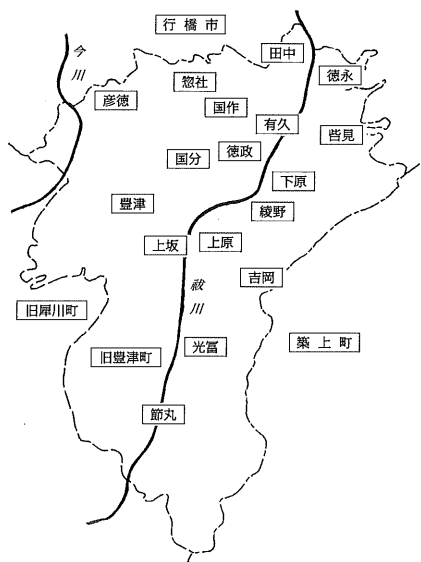 行橋市
田中
今川
徳永
惣社
彦徳
国作
有久
呰見
徳政
国分
下原
豊津
綾野
上坂
上原
吉岡
祓川
旧犀川町
築上町
光冨
旧豊津町
節丸